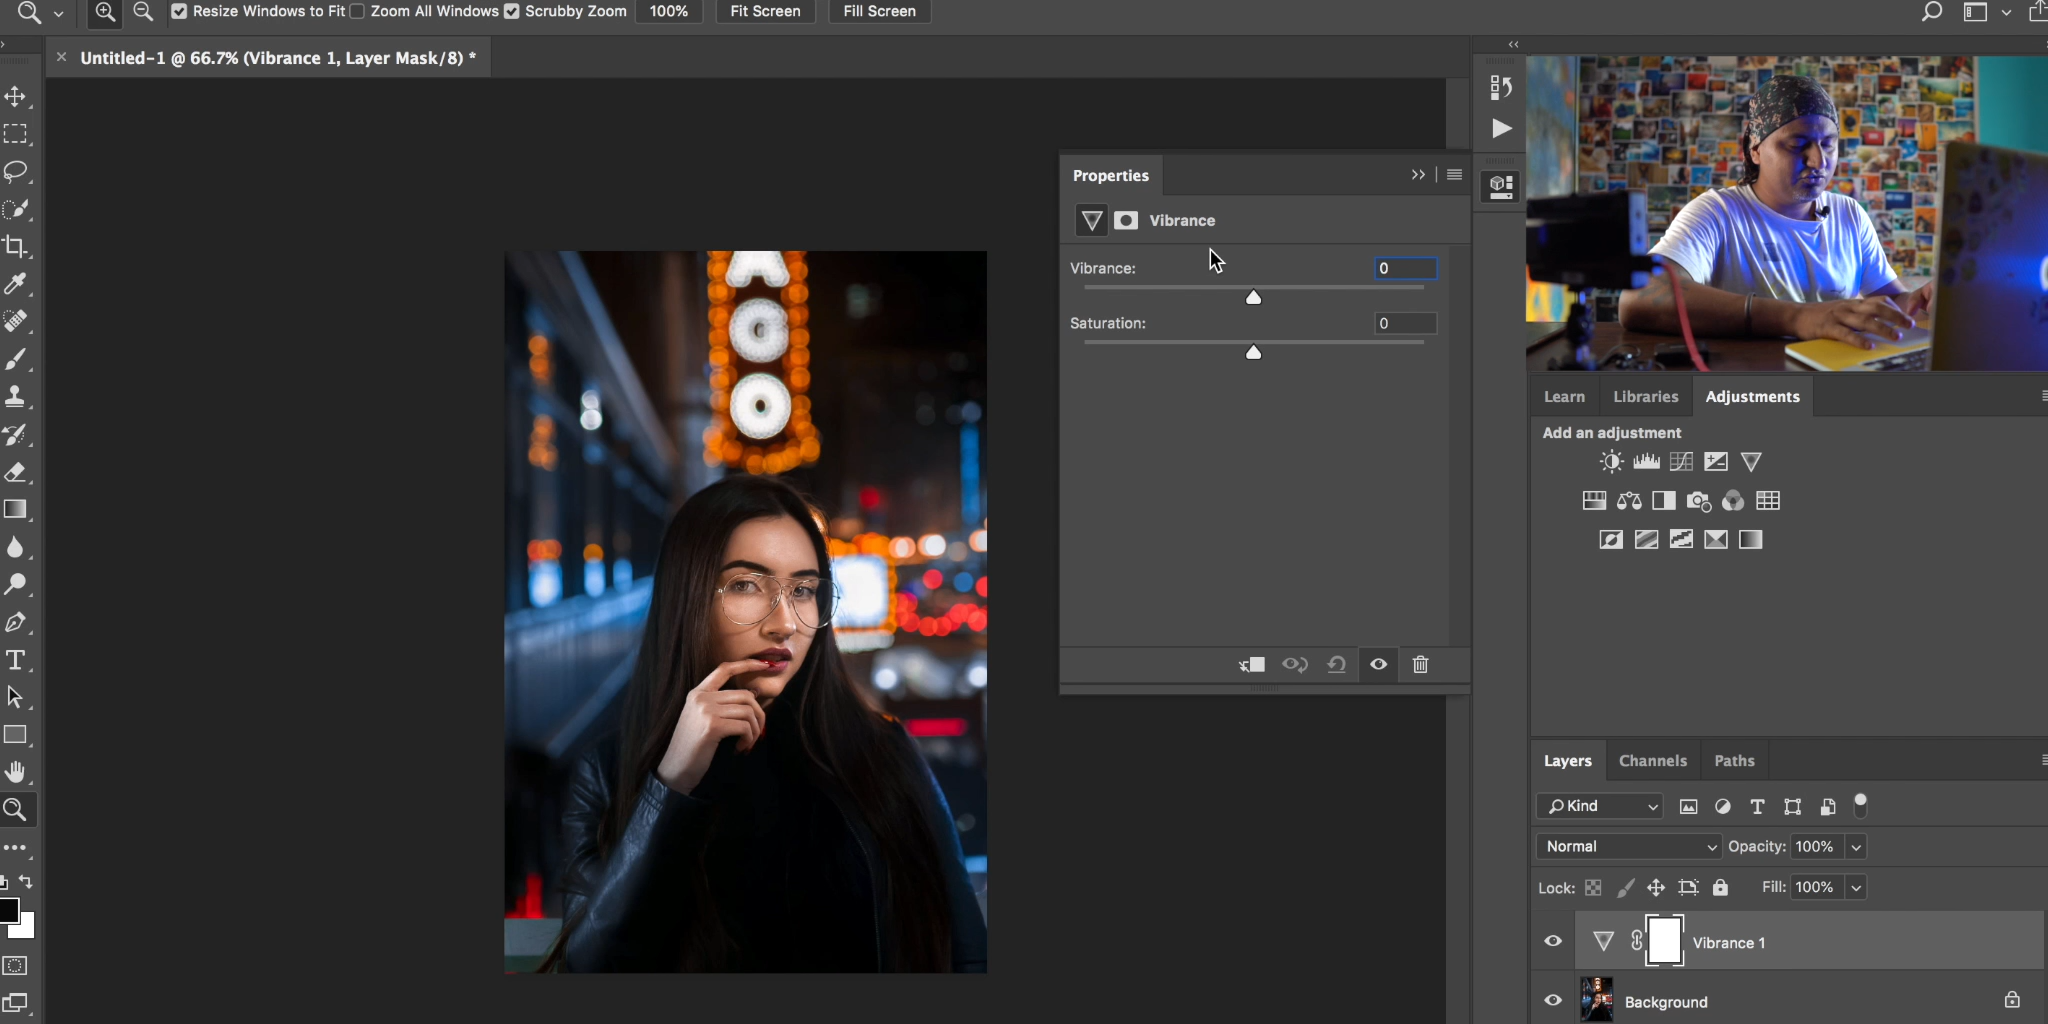 Resize Windows to Fit Zoom All Windows Scrubby Zoom 100% Fit Screen Fill Screen
Untitled-1 @ 66.7% (Vibrance 1, Layer Mask/8) *
Properties
Vibrance
Vibrance: 0
Saturation: 0
A
C
O
Learn Libraries Adjustments
Add an adjustment
Layers Channels Paths
Kind
Normal Opacity: 100%
Lock: Fill: 100%
Vibrance 1
Background